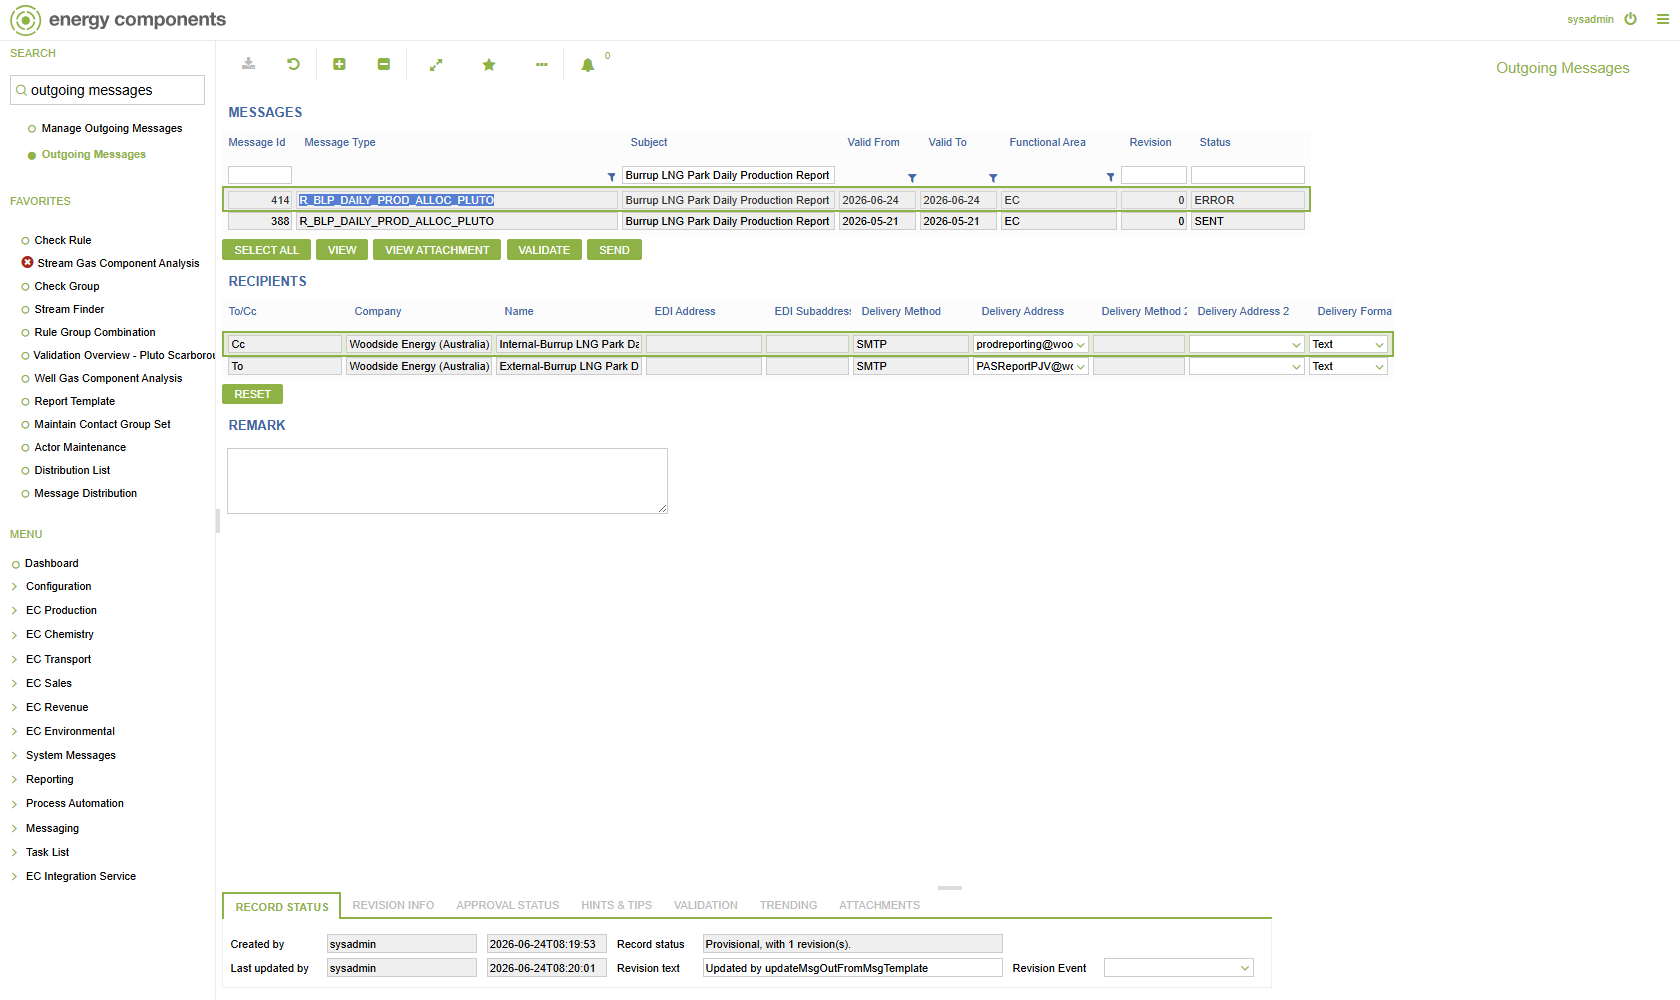 energy components
sysadmin
SEARCH
outgoing messages
Manage Outgoing Messages
Outgoing Messages
FAVORITES
Check Rule
Stream Gas Component Analysis
Check Group
Stream Finder
Rule Group Combination
Validation Overview - Pluto Scarborou
Well Gas Component Analysis
Report Template
Maintain Contact Group Set
Actor Maintenance
Distribution List
Message Distribution
MENU
Dashboard
Configuration
EC Production
EC Chemistry
EC Transport
EC Sales
EC Revenue
EC Environmental
System Messages
Reporting
Process Automation
Messaging
Task List
EC Integration Service
0
Outgoing Messages
MESSAGES
Message Id Message Type Subject Valid From Valid To Functional Area Revision Status
Burrup LNG Park Daily Production Report
414 R_BLP_DAILY_PROD_ALLOC_PLUTO Burrup LNG Park Daily Production Report 2026-06-24 2026-06-24 EC 0 ERROR
388 R_BLP_DAILY_PROD_ALLOC_PLUTO Burrup LNG Park Daily Production Report 2026-05-21 2026-05-21 EC 0 SENT
SELECT ALL VIEW VIEW ATTACHMENT VALIDATE SEND
RECIPIENTS
To/Cc Company Name EDI Address EDI Subaddress Delivery Method Delivery Address Delivery Method 2 Delivery Address 2 Delivery Forma
Cc Woodside Energy (Australia) Internal-Burrup LNG Park Da SMTP prodreporting@woo Text
To Woodside Energy (Australia) External-Burrup LNG Park D SMTP PASReportPJV@wo Text
RESET
REMARK
RECORD STATUS REVISION INFO APPROVAL STATUS HINTS & TIPS VALIDATION TRENDING ATTACHMENTS
Created by sysadmin 2026-06-24T08:19:53 Record status Provisional, with 1 revision(s).
Last updated by sysadmin 2026-06-24T08:20:01 Revision text Updated by updateMsgOutFromMsgTemplate Revision Event